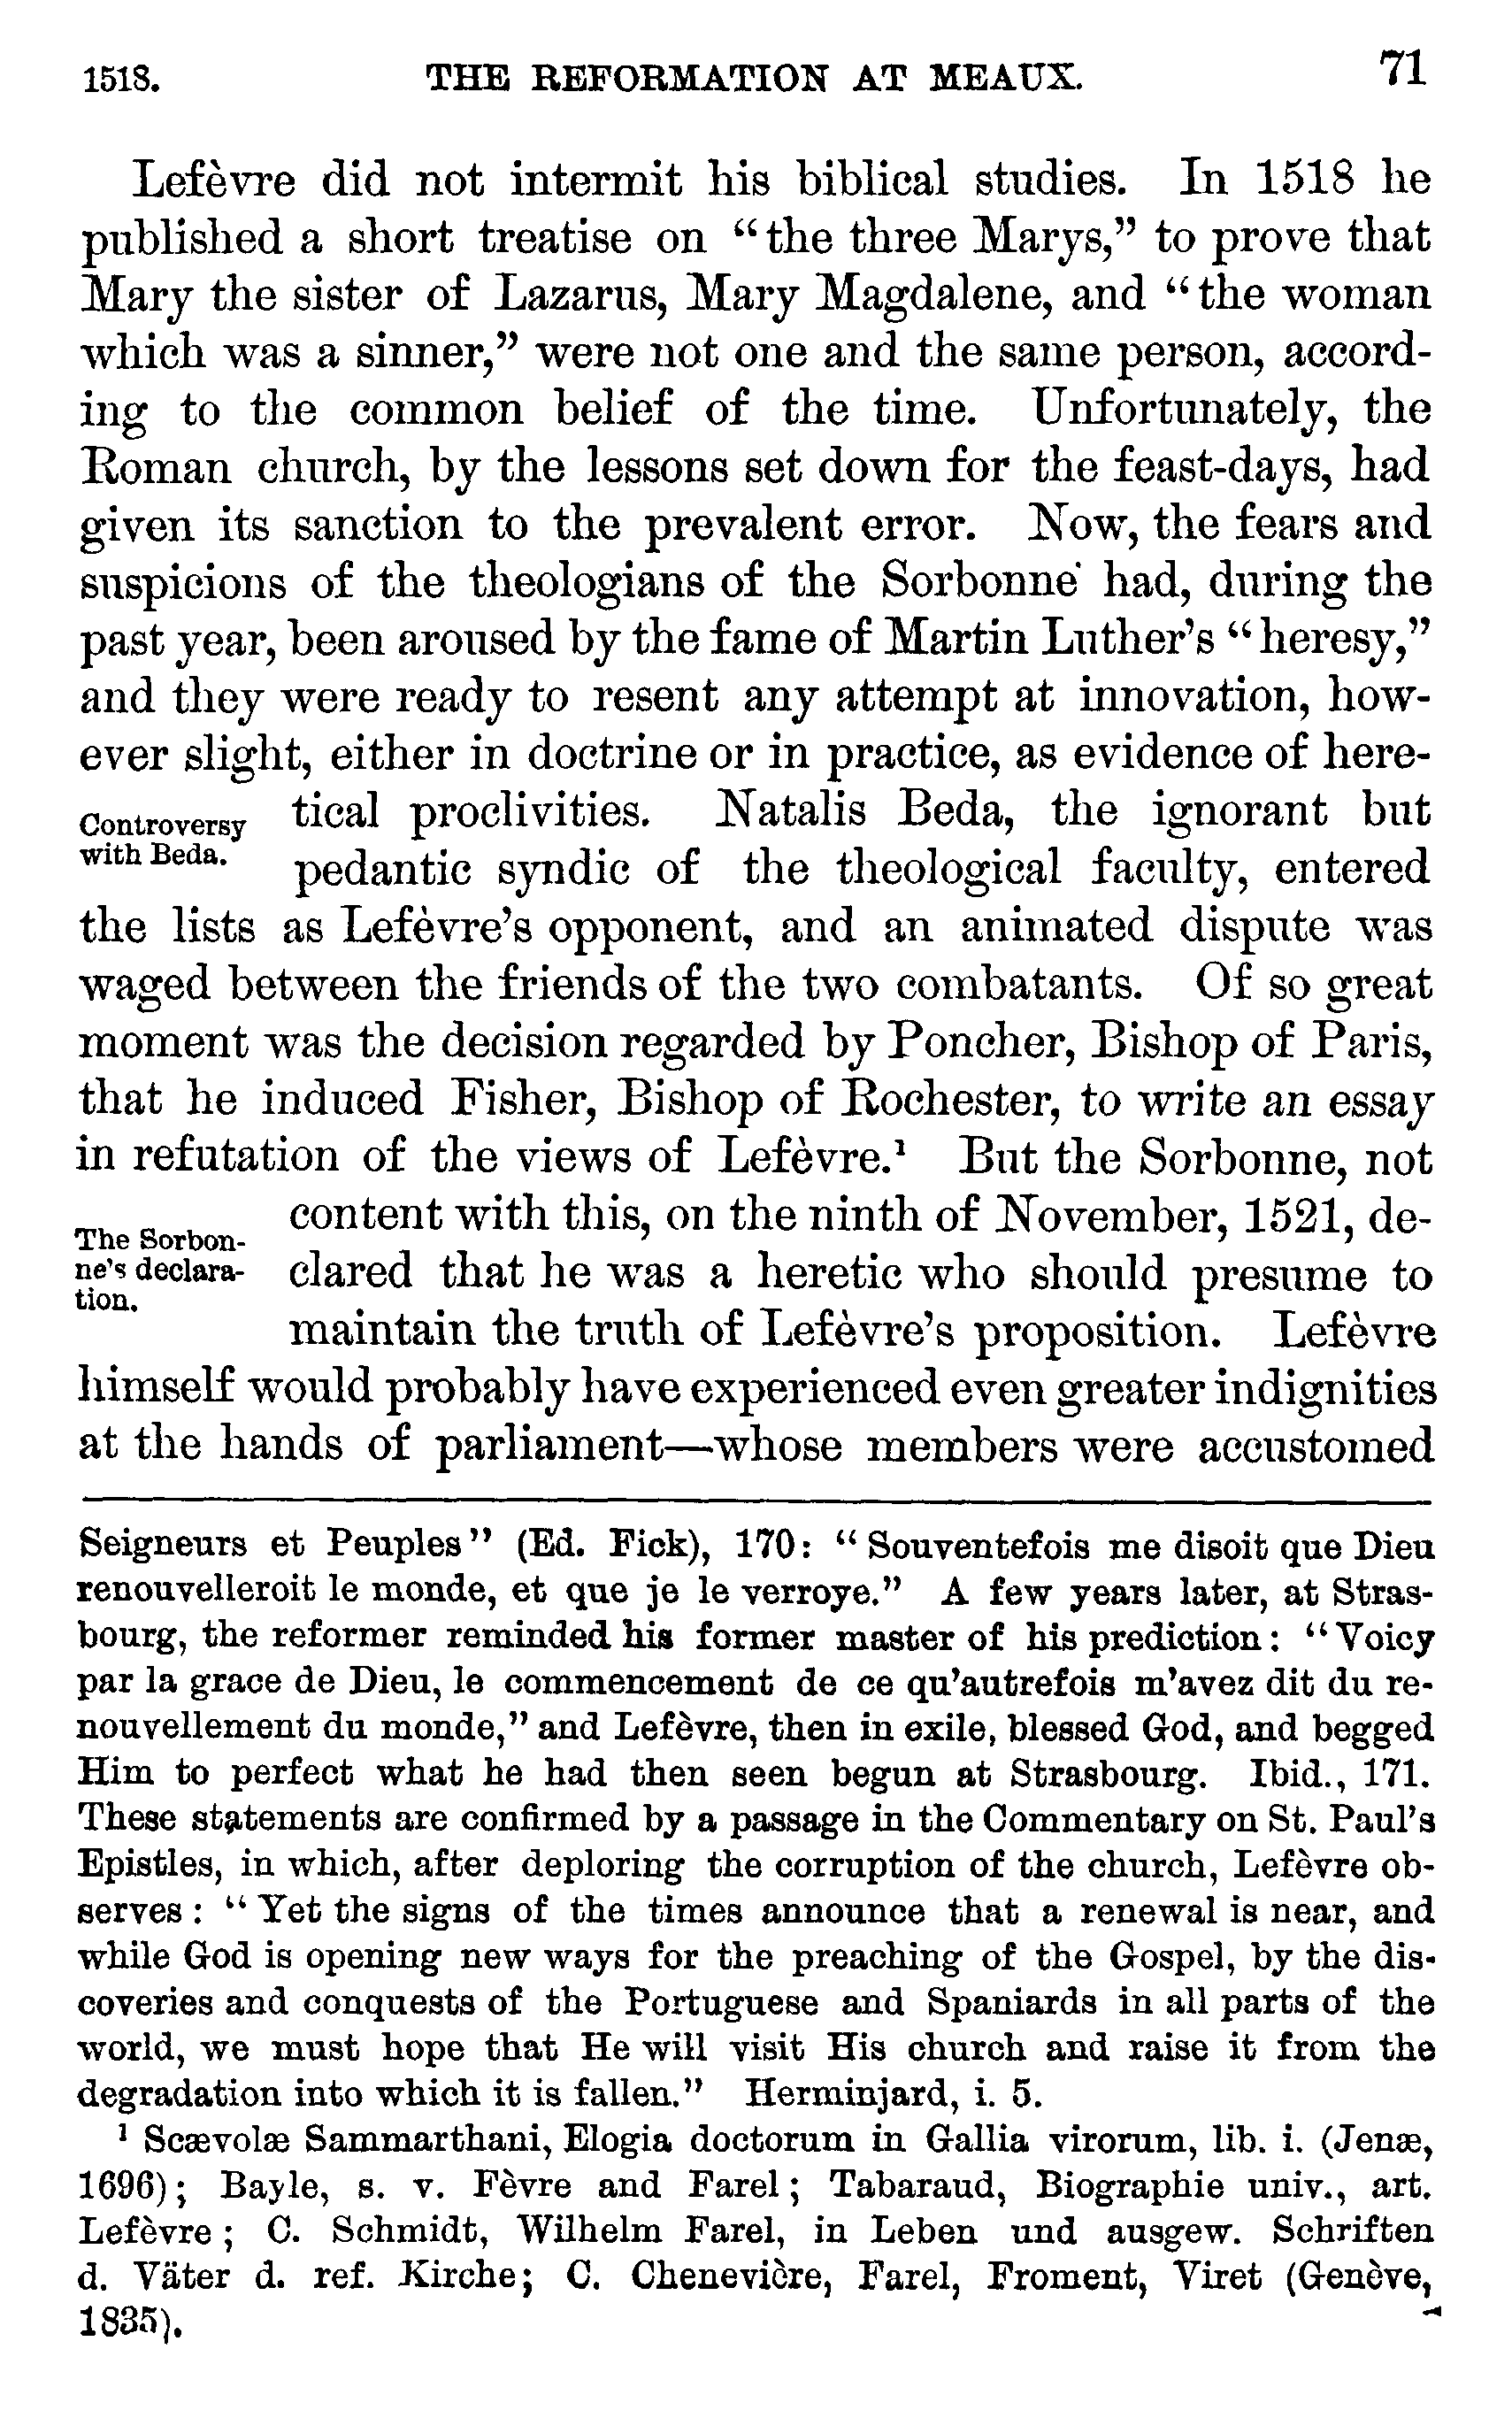 1518. THE REFORMATION AT MEAUX. 71
Lefèvre did not intermit his biblical studies. In 1518 he
published a short treatise on “the three Marys,” to prove that
Mary the sister of Lazarus, Mary Magdalene, and “the woman
which was a sinner,” were not one and the same person, accord-
ing to the common belief of the time. Unfortunately, the
Roman church, by the lessons set down for the feast-days, had
given its sanction to the prevalent error. Now, the fears and
suspicions of the theologians of the Sorbonne had, during the
past year, been aroused by the fame of Martin Luther’s “heresy,”
and they were ready to resent any attempt at innovation, how-
ever slight, either in doctrine or in practice, as evidence of here-
Controversy
with Beda.
tical proclivities. Natalis Beda, the ignorant but
pedantic syndic of the theological faculty, entered
the lists as Lefèvre’s opponent, and an animated dispute was
waged between the friends of the two combatants. Of so great
moment was the decision regarded by Poncher, Bishop of Paris,
that he induced Fisher, Bishop of Rochester, to write an essay
in refutation of the views of Lefèvre.¹ But the Sorbonne, not
The Sorbon-
ne’s declara-
tion.
content with this, on the ninth of November, 1521, de-
clared that he was a heretic who should presume to
maintain the truth of Lefèvre’s proposition. Lefèvre
himself would probably have experienced even greater indignities
at the hands of parliament—whose members were accustomed
Seigneurs et Peuples” (Ed. Fick), 170: “Souventefois me disoit que Dieu
renouvelleroit le monde, et que je le verroye.” A few years later, at Stras-
bourg, the reformer reminded his former master of his prediction: “Voicy
par la grace de Dieu, le commencement de ce qu’autrefois m’avez dit du re-
nouvellement du monde,” and Lefèvre, then in exile, blessed God, and begged
Him to perfect what he had then seen begun at Strasbourg. Ibid., 171.
These statements are confirmed by a passage in the Commentary on St. Paul’s
Epistles, in which, after deploring the corruption of the church, Lefèvre ob-
serves: “Yet the signs of the times announce that a renewal is near, and
while God is opening new ways for the preaching of the Gospel, by the dis-
coveries and conquests of the Portuguese and Spaniards in all parts of the
world, we must hope that He will visit His church and raise it from the
degradation into which it is fallen.” Herminjard, i. 5.
¹ Scævolæ Sammarthani, Elogia doctorum in Gallia virorum, lib. i. (Jenæ,
1696); Bayle, s. v. Fèvre and Farel; Tabaraud, Biographie univ., art.
Lefèvre; C. Schmidt, Wilhelm Farel, in Leben und ausgew. Schriften
d. Väter d. ref. Kirche; C. Chenevière, Farel, Froment, Viret (Genève,
1835).